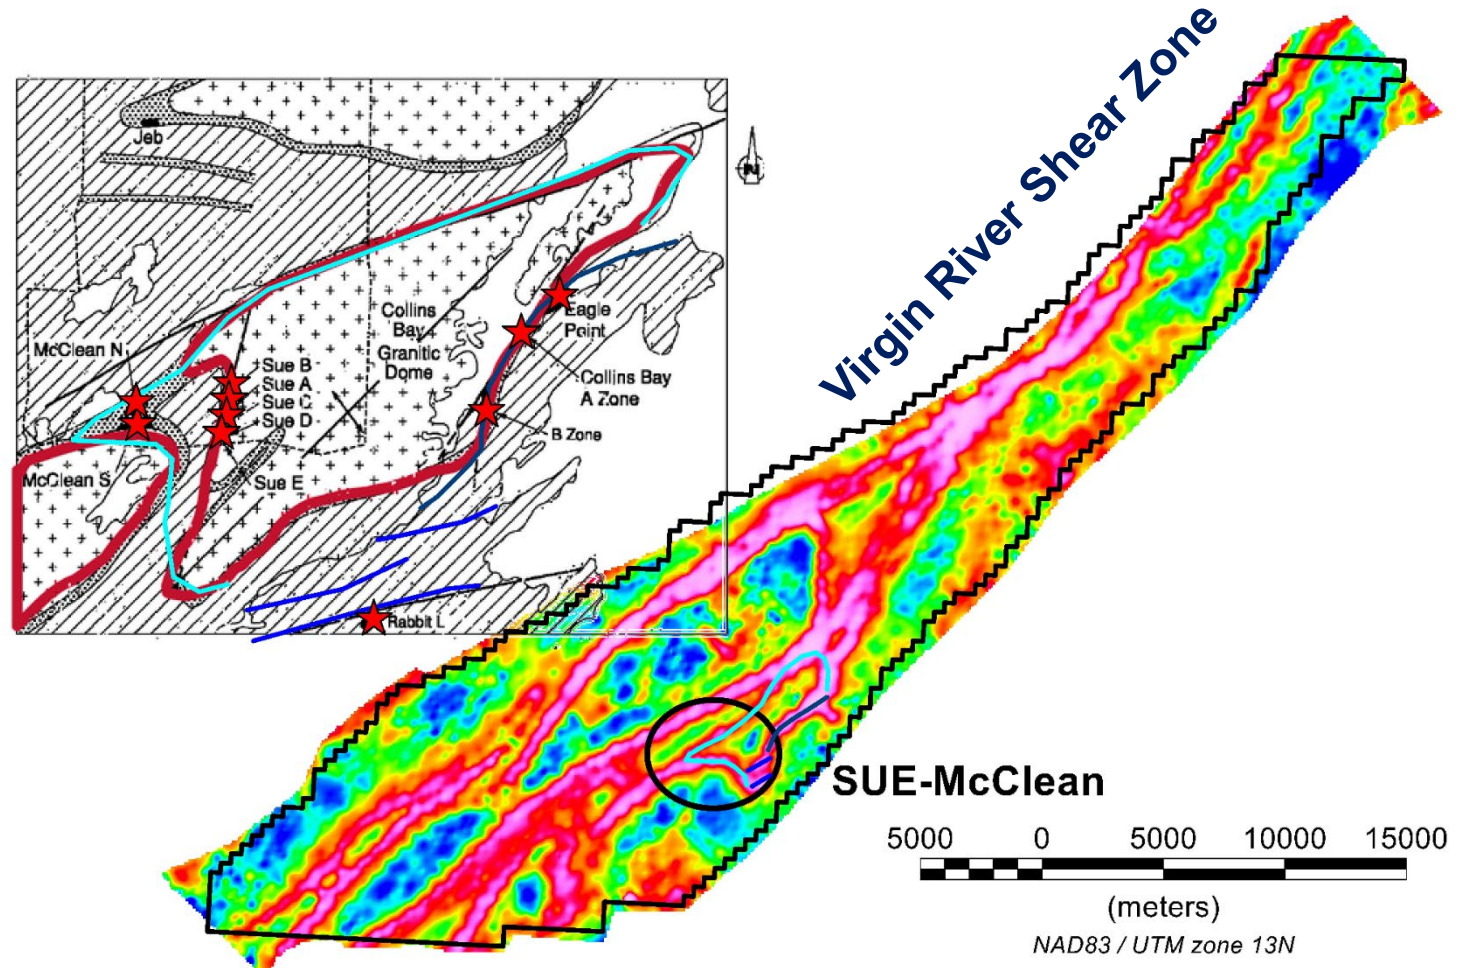 Virgin River Shear Zone
Jeb
N
McClean N
Sue B
Sue A
Sue C
Sue D
Sue E
McClean S
Collins
Bay
Granitic
Dome
Eagle
Point
Collins Bay
A Zone
B Zone
Rabbit L
SUE-McClean
5000 0 5000 10000 15000
(meters)
NAD83 / UTM zone 13N